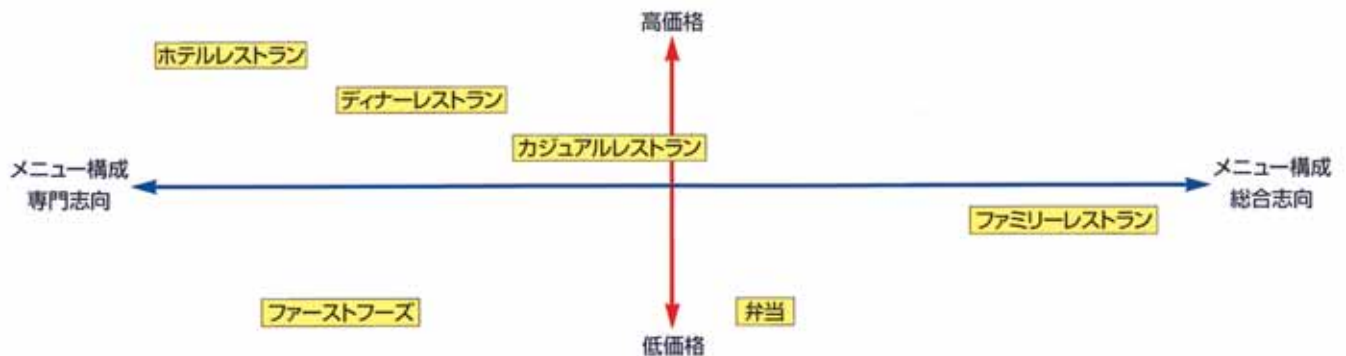 高価格
ホテルレストラン
ディナーレストラン
カジュアルレストラン
メニュー構成
専門志向
メニュー構成
総合志向
ファミリーレストラン
ファーストフーズ
弁当
低価格